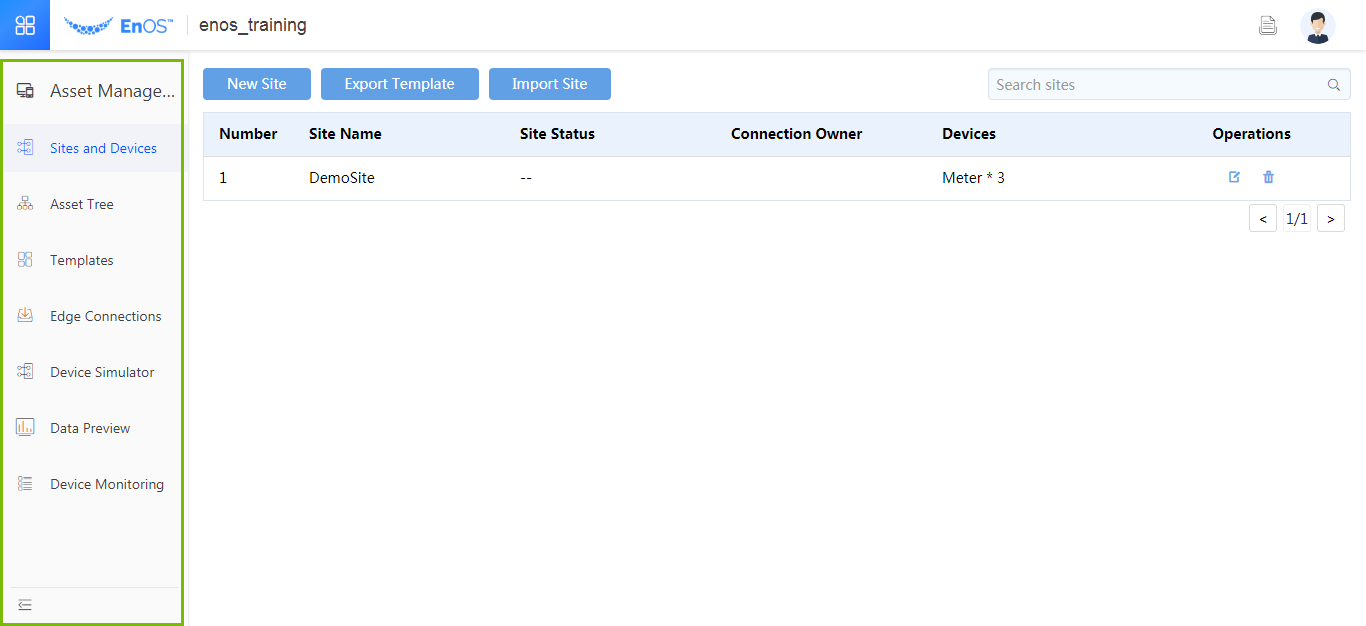 EnOS™ enos_training
Asset Manage...
Sites and Devices
Asset Tree
Templates
Edge Connections
Device Simulator
Data Preview
Device Monitoring
New Site Export Template Import Site Search sites
Number Site Name Site Status Connection Owner Devices Operations
1 DemoSite -- Meter * 3
< 1/1 >